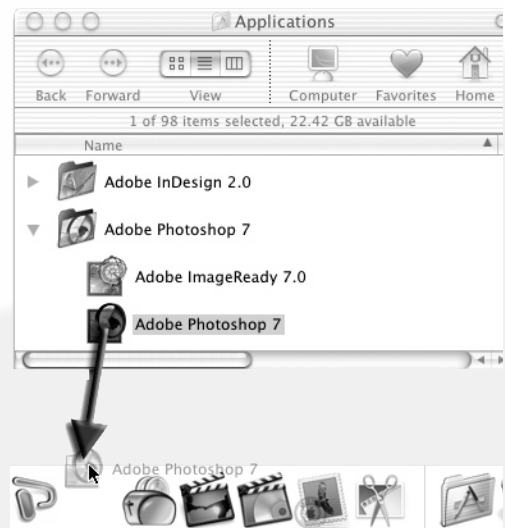 Applications
Back Forward View Computer Favorites Home
1 of 98 items selected, 22.42 GB available
Name
Adobe InDesign 2.0
Adobe Photoshop 7
Adobe ImageReady 7.0
Adobe Photoshop 7
Adobe Photoshop 7